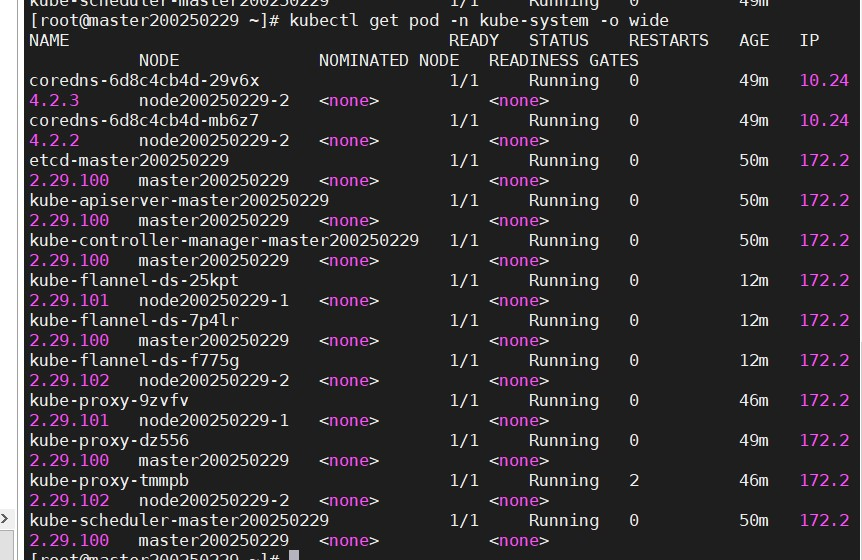 kube-scheduler-master200250229 1/1 Running 0 49m
[root@master200250229 ~]# kubectl get pod -n kube-system -o wide
NAME READY STATUS RESTARTS AGE IP
NODE NOMINATED NODE READINESS GATES
coredns-6d8c4cb4d-29v6x 1/1 Running 0 49m 10.24
4.2.3 node200250229-2 <none> <none>
coredns-6d8c4cb4d-mb6z7 1/1 Running 0 49m 10.24
4.2.2 node200250229-2 <none> <none>
etcd-master200250229 1/1 Running 0 50m 172.2
2.29.100 master200250229 <none> <none>
kube-apiserver-master200250229 1/1 Running 0 50m 172.2
2.29.100 master200250229 <none> <none>
kube-controller-manager-master200250229 1/1 Running 0 50m 172.2
2.29.100 master200250229 <none> <none>
kube-flannel-ds-25kpt 1/1 Running 0 12m 172.2
2.29.101 node200250229-1 <none> <none>
kube-flannel-ds-7p4lr 1/1 Running 0 12m 172.2
2.29.100 master200250229 <none> <none>
kube-flannel-ds-f775g 1/1 Running 0 12m 172.2
2.29.102 node200250229-2 <none> <none>
kube-proxy-9zvfv 1/1 Running 0 46m 172.2
2.29.101 node200250229-1 <none> <none>
kube-proxy-dz556 1/1 Running 0 49m 172.2
2.29.100 master200250229 <none> <none>
kube-proxy-tmmpb 1/1 Running 2 46m 172.2
2.29.102 node200250229-2 <none> <none>
kube-scheduler-master200250229 1/1 Running 0 50m 172.2
2.29.100 master200250229 <none> <none>
[root@master200250229 ~]#